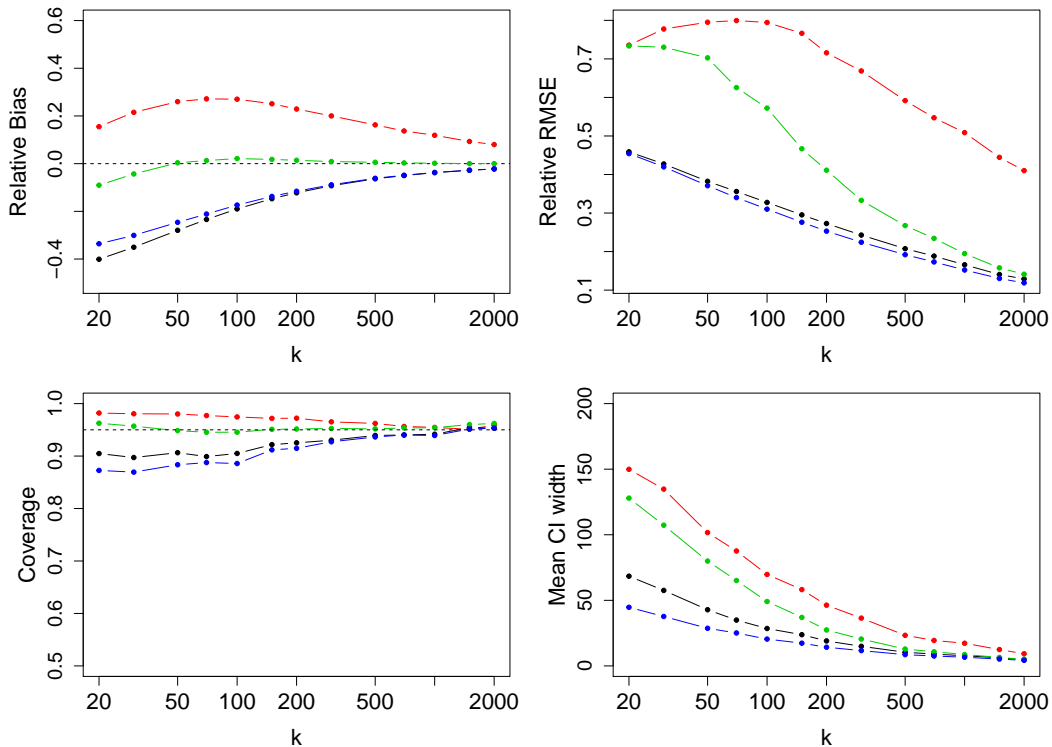 Relative Bias
0.6
0.4
0.2
0.0
−0.4
20 50 100 200 500 2000
k
Relative RMSE
0.7
0.5
0.3
0.1
20 50 100 200 500 2000
k
Coverage
1.0
0.9
0.8
0.7
0.6
0.5
20 50 100 200 500 2000
k
Mean CI width
200
150
100
50
0
20 50 100 200 500 2000
k